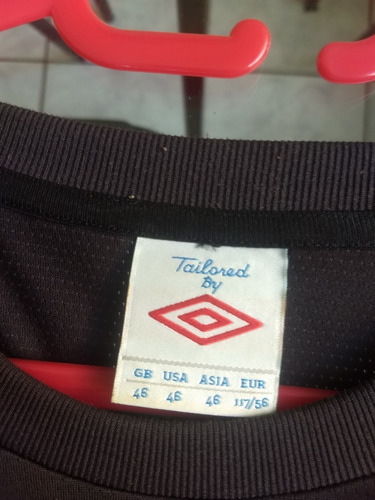 Tailored
By
GB USA ASIA EUR
46 46 46 117/56